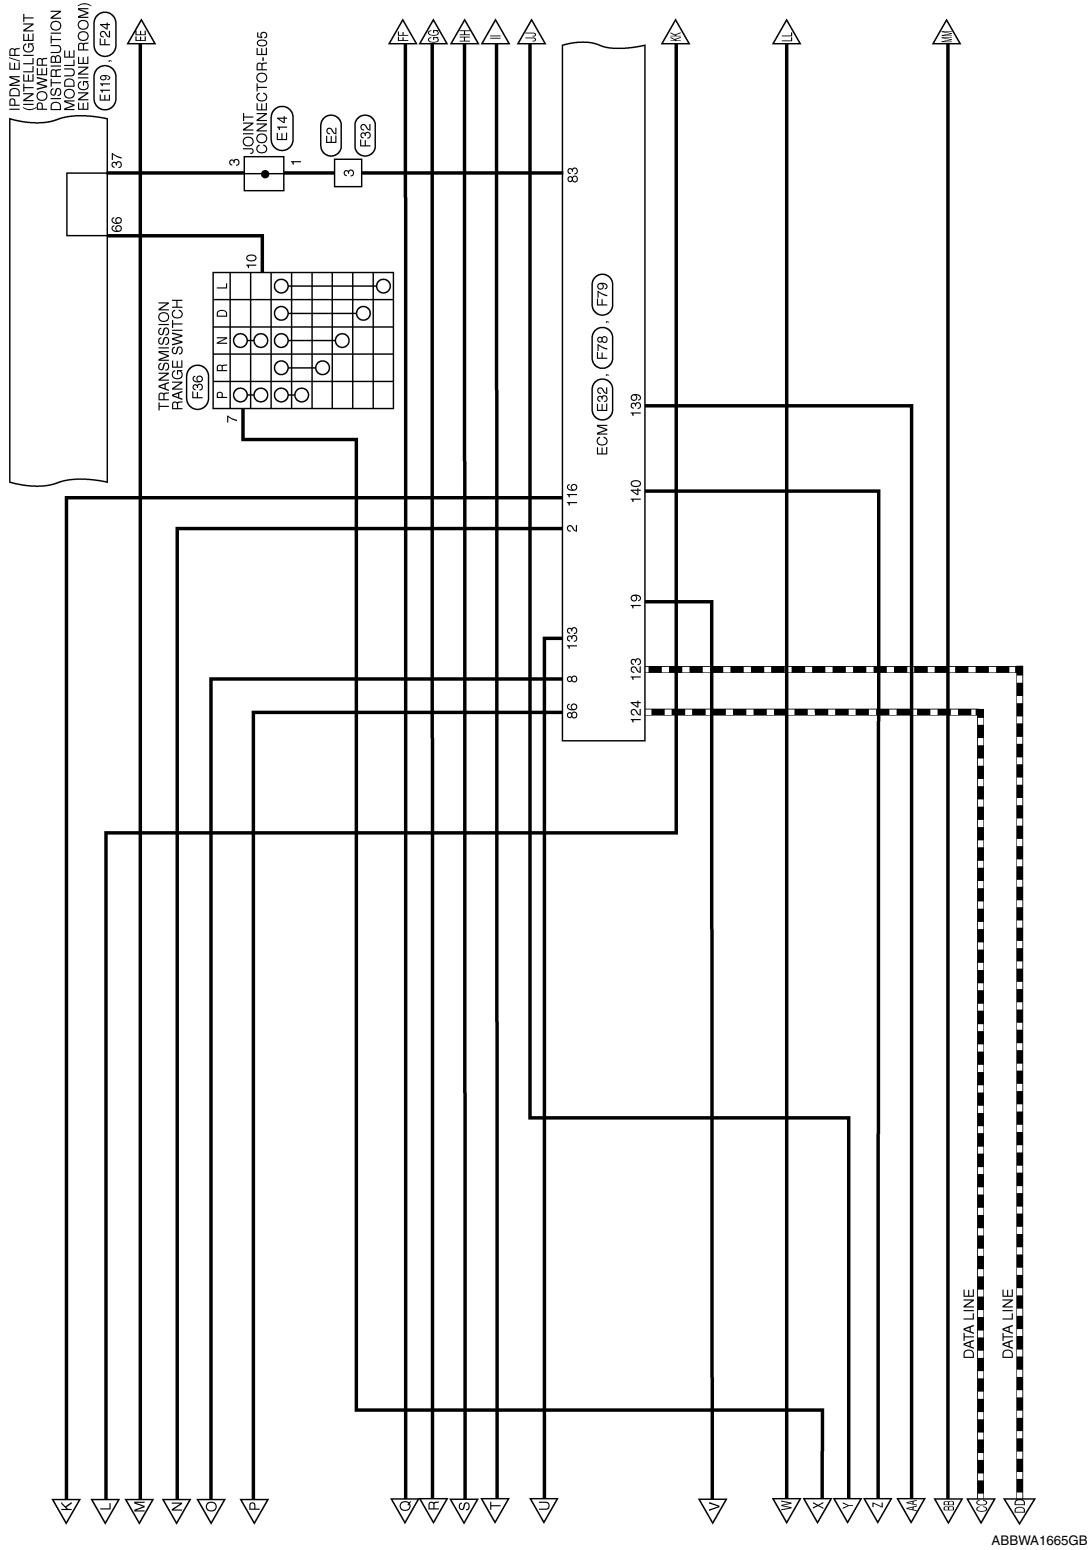 IPDM E/R
(INTELLIGENT
POWER
DISTRIBUTION
MODULE
ENGINE ROOM)
E119 , F24
37
66
JOINT
CONNECTOR-E05
E14
3
1
E2
3
F32
TRANSMISSION
RANGE SWITCH
F36
10
7
P R N D L
ECM E32 , F78 , F79
83
116
2
133
8
86
139
140
19
123
124
EE
FF
GG
HH
II
JJ
KK
LL
MM
DATA LINE
DATA LINE
K
L
M
N
O
P
Q
R
S
T
U
V
W
X
Y
Z
AA
BB
CC
DD
ABBWA1665GB